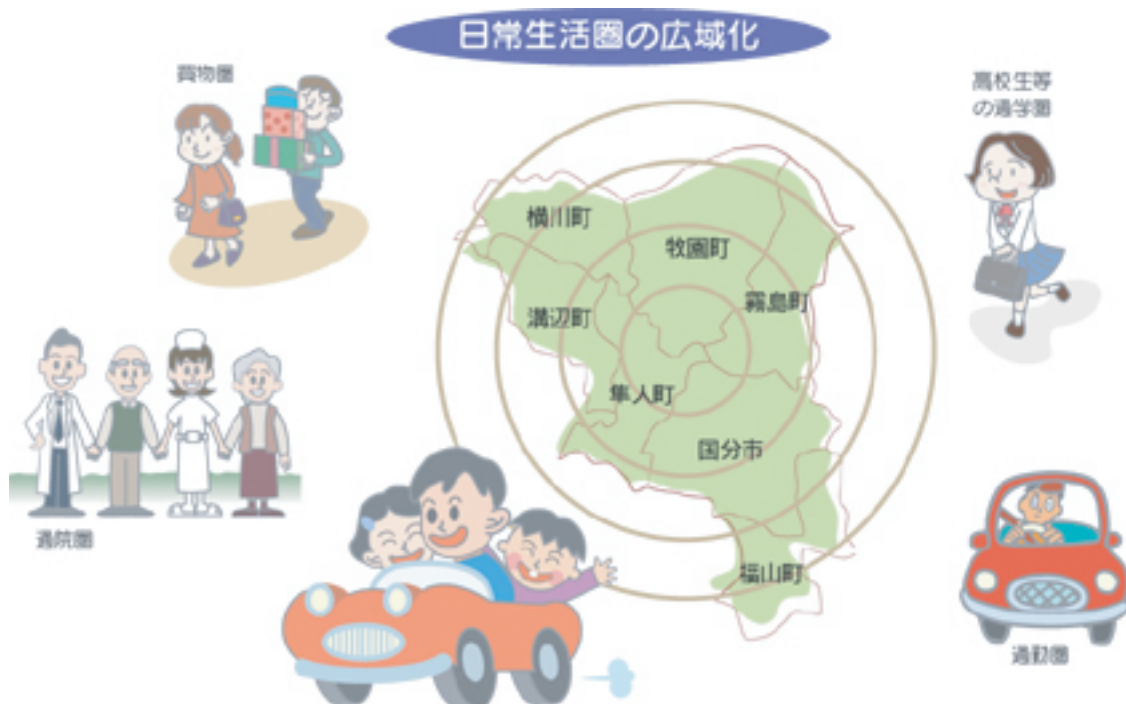 日常生活圏の広域化
買物圏
高校生等
の通学圏
横川町
牧園町
霧島町
溝辺町
隼人町
国分市
福山町
通院圏
通勤圏